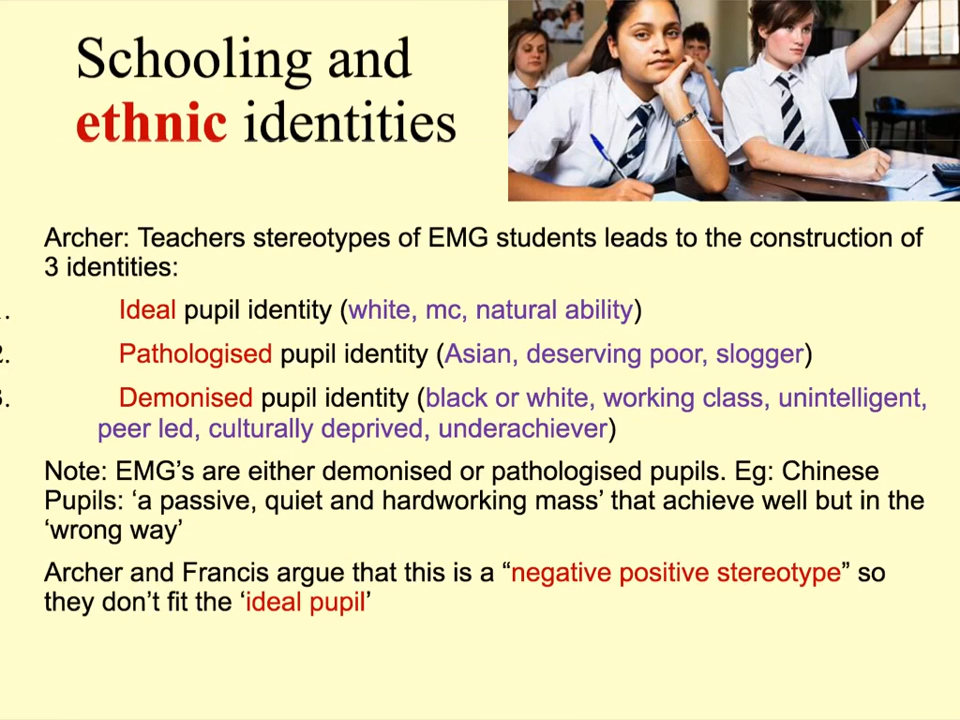 Schooling and
ethnic identities
Archer: Teachers stereotypes of EMG students leads to the construction of
3 identities:
Ideal pupil identity (white, mc, natural ability)
2. Pathologised pupil identity (Asian, deserving poor, slogger)
3. Demonised pupil identity (black or white, working class, unintelligent,
peer led, culturally deprived, underachiever)
Note: EMG’s are either demonised or pathologised pupils. Eg: Chinese
Pupils: ‘a passive, quiet and hardworking mass’ that achieve well but in the
‘wrong way’
Archer and Francis argue that this is a “negative positive stereotype” so
they don’t fit the ‘ideal pupil’